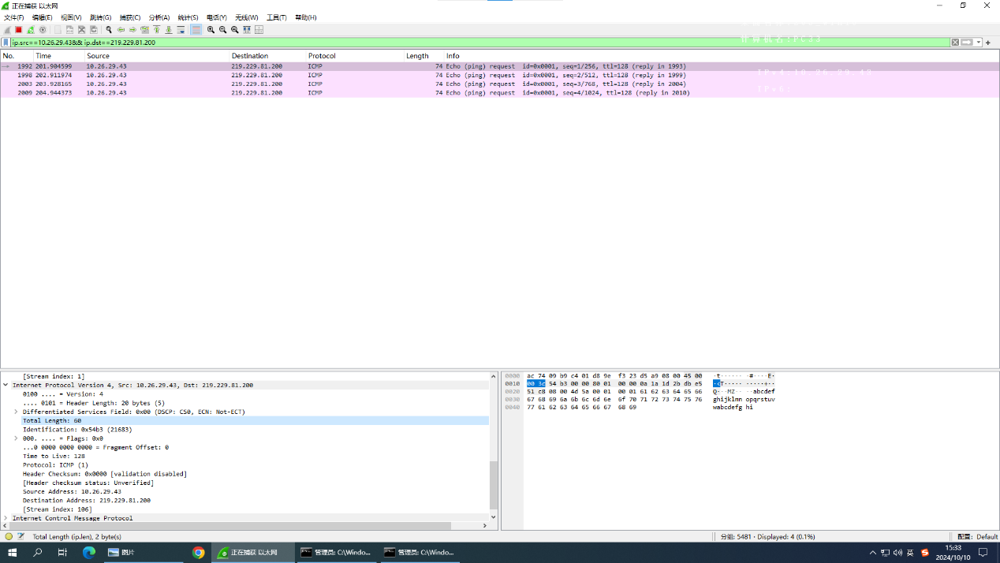 正在捕获 以太网
文件(F) 编辑(E) 视图(V) 跳转(G) 捕获(C) 分析(A) 统计(S) 电话(Y) 无线(W) 工具(T) 帮助(H)
计算机名:PC33
ip.src==10.26.29.43&& ip.dst==219.229.81.200
No. Time Source Destination Protocol Length Info
1992 201.904599 10.26.29.43 219.229.81.200 ICMP 74 Echo (ping) request id=0x0001, seq=1/256, ttl=128 (reply in 1993)
1998 202.911974 10.26.29.43 219.229.81.200 ICMP 74 Echo (ping) request id=0x0001, seq=2/512, ttl=128 (reply in 1999)
2003 203.928165 10.26.29.43 219.229.81.200 ICMP 74 Echo (ping) request id=0x0001, seq=3/768, ttl=128 (reply in 2004)
2009 204.944373 10.26.29.43 219.229.81.200 ICMP 74 Echo (ping) request id=0x0001, seq=4/1024, ttl=128 (reply in 2010)
[Stream index: 1]
Internet Protocol Version 4, Src: 10.26.29.43, Dst: 219.229.81.200
0100 .... = Version: 4
.... 0101 = Header Length: 20 bytes (5)
Differentiated Services Field: 0x00 (DSCP: CS0, ECN: Not-ECT)
Total Length: 60
Identification: 0x54b3 (21683)
000. .... = Flags: 0x0
...0 0000 0000 0000 = Fragment Offset: 0
Time to Live: 128
Protocol: ICMP (1)
Header Checksum: 0x0000 [validation disabled]
[Header checksum status: Unverified]
Source Address: 10.26.29.43
Destination Address: 219.229.81.200
[Stream index: 106]
Internet Control Message Protocol
0000 ac 74 09 b9 c4 01 d8 9e f3 23 d5 a9 08 00 45 00 ·t······ ·#····E·
0010 00 3c 54 b3 00 00 80 01 00 00 0a 1a 1d 2b db e5 ·<T····· ·····+··
0020 51 c8 08 00 4d 5a 00 01 00 01 61 62 63 64 65 66 Q···MZ·· ··abcdef
0030 67 68 69 6a 6b 6c 6d 6e 6f 70 71 72 73 74 75 76 ghijklmn opqrstuv
0040 77 61 62 63 64 65 66 67 68 69 wabcdefg hi
Total Length (ip.len), 2 byte(s) 分组: 5481 · Displayed: 4 (0.1%) 配置: Default
图片 正在捕获 以太网 管理员: C:\Windo... 管理员: C:\Windo... 英 15:33
2024/10/10